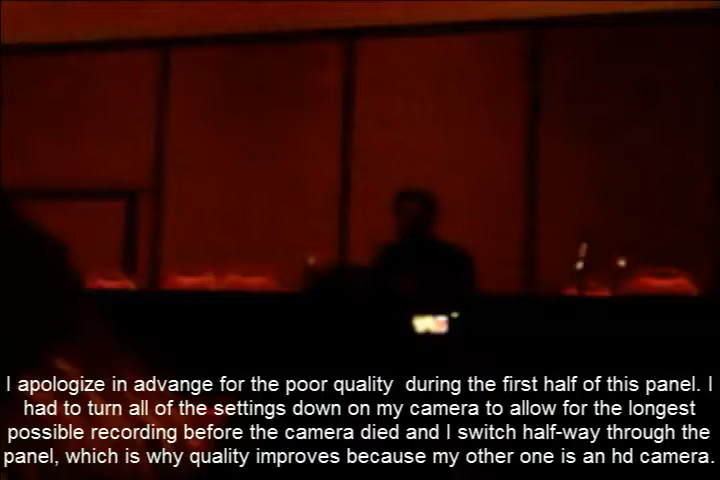 I apologize in advange for the poor quality  during the first half of this panel. I
had to turn all of the settings down on my camera to allow for the longest
possible recording before the camera died and I switch half-way through the
panel, which is why quality improves because my other one is an hd camera.